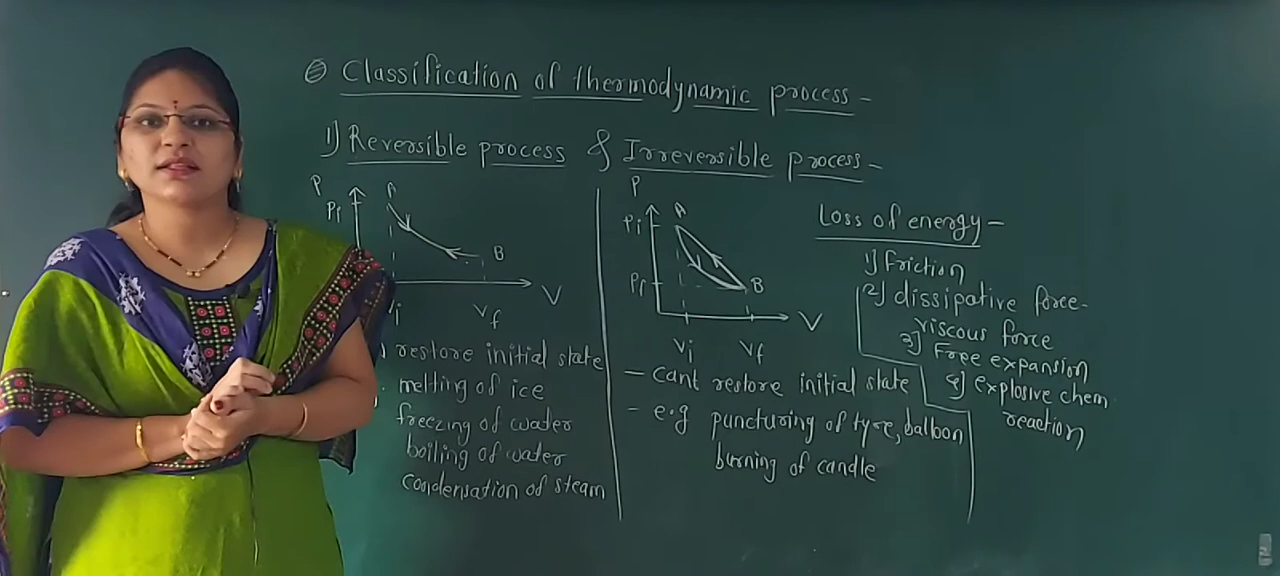 Classification of thermodynamic process -
1) Reversible process & Irreversible process -
P
Pi
A
B
V
i
Vf
restore initial state
melting of ice
freezing of water
boiling of water
condensation of steam
P
Pi
A
Pf
B
V
Vi
Vf
- Cant restore initial state
- e.g puncturing of tyre, balloon
burning of candle
Loss of energy -
1) Friction
2) dissipative force -
viscous force
3) Free expansion
4) explosive chem
reaction